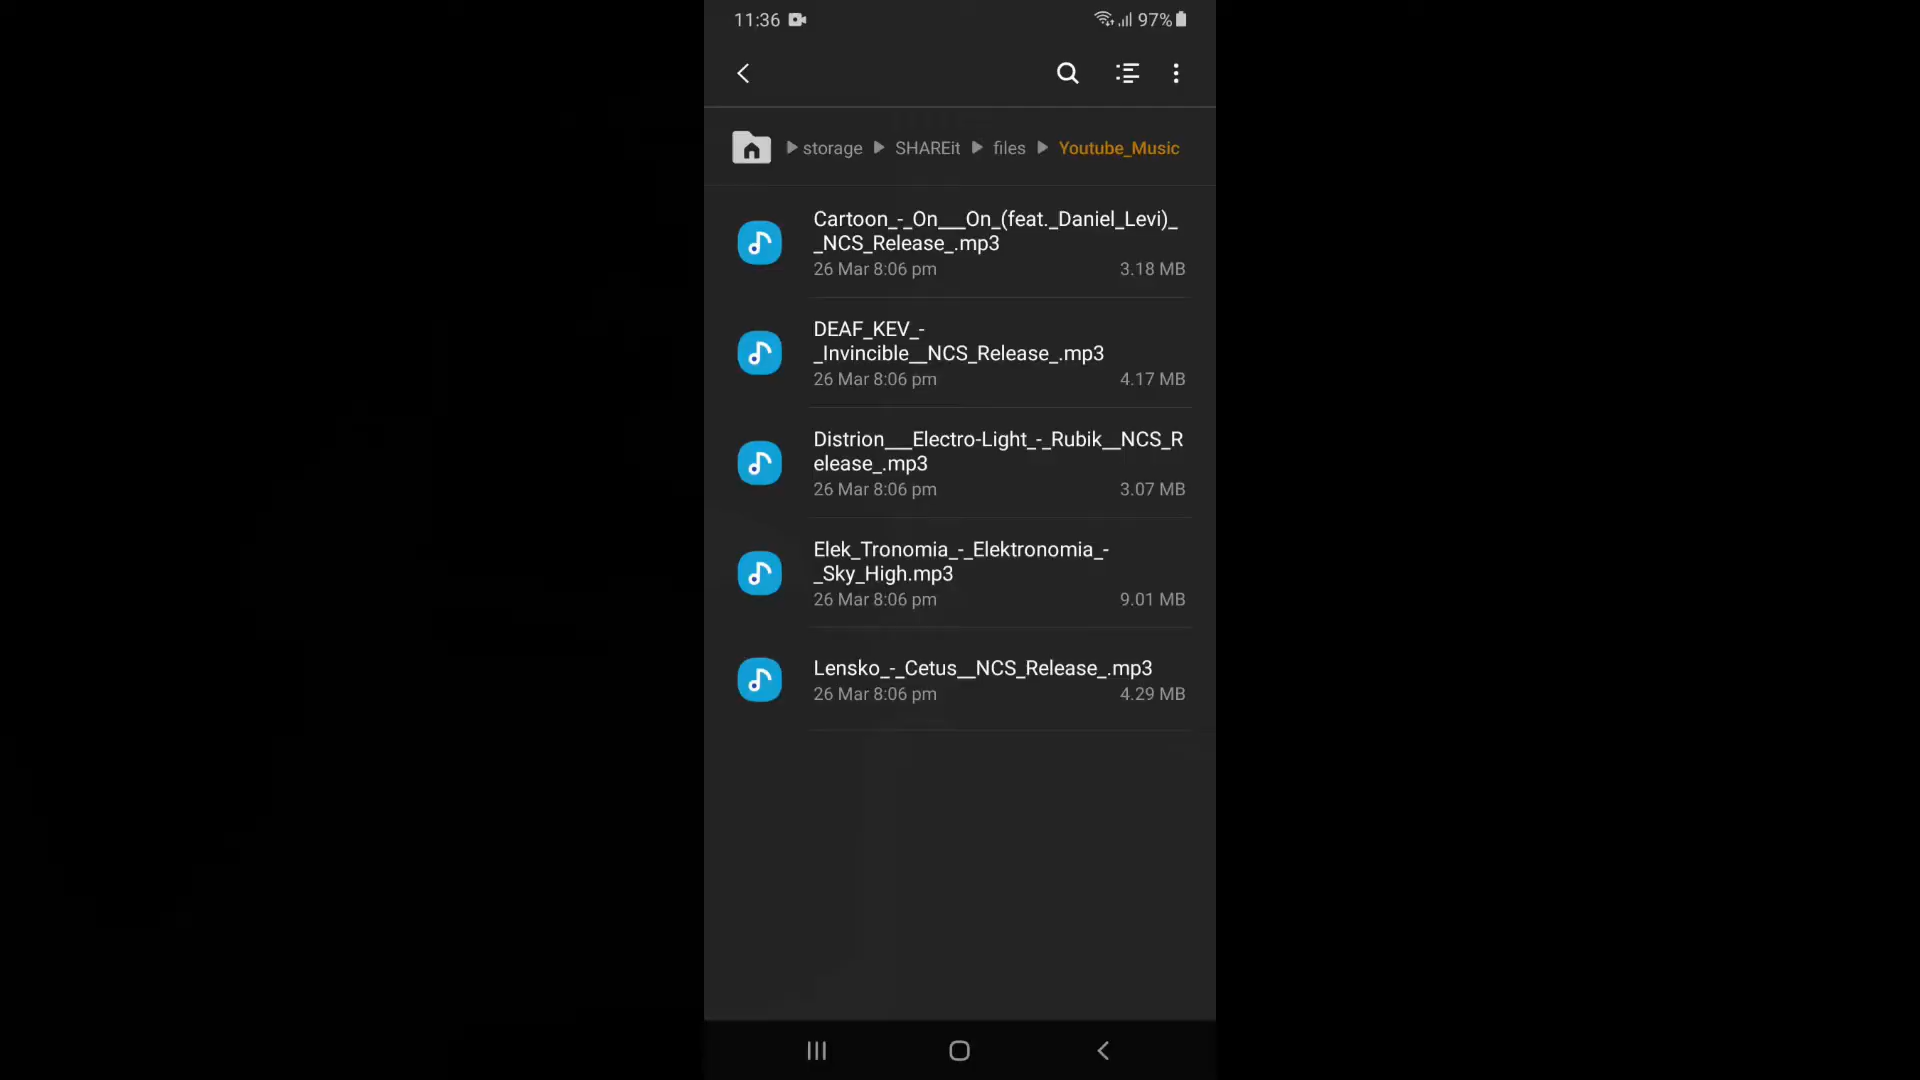 11:36 97%
storage SHAREit files Youtube_Music
Cartoon_-_On___On_(feat._Daniel_Levi)_
_NCS_Release_.mp3
26 Mar 8:06 pm 3.18 MB
DEAF_KEV_-
_Invincible__NCS_Release_.mp3
26 Mar 8:06 pm 4.17 MB
Distrion___Electro-Light_-_Rubik__NCS_R
elease_.mp3
26 Mar 8:06 pm 3.07 MB
Elek_Tronomia_-_Elektronomia_-
_Sky_High.mp3
26 Mar 8:06 pm 9.01 MB
Lensko_-_Cetus__NCS_Release_.mp3
26 Mar 8:06 pm 4.29 MB